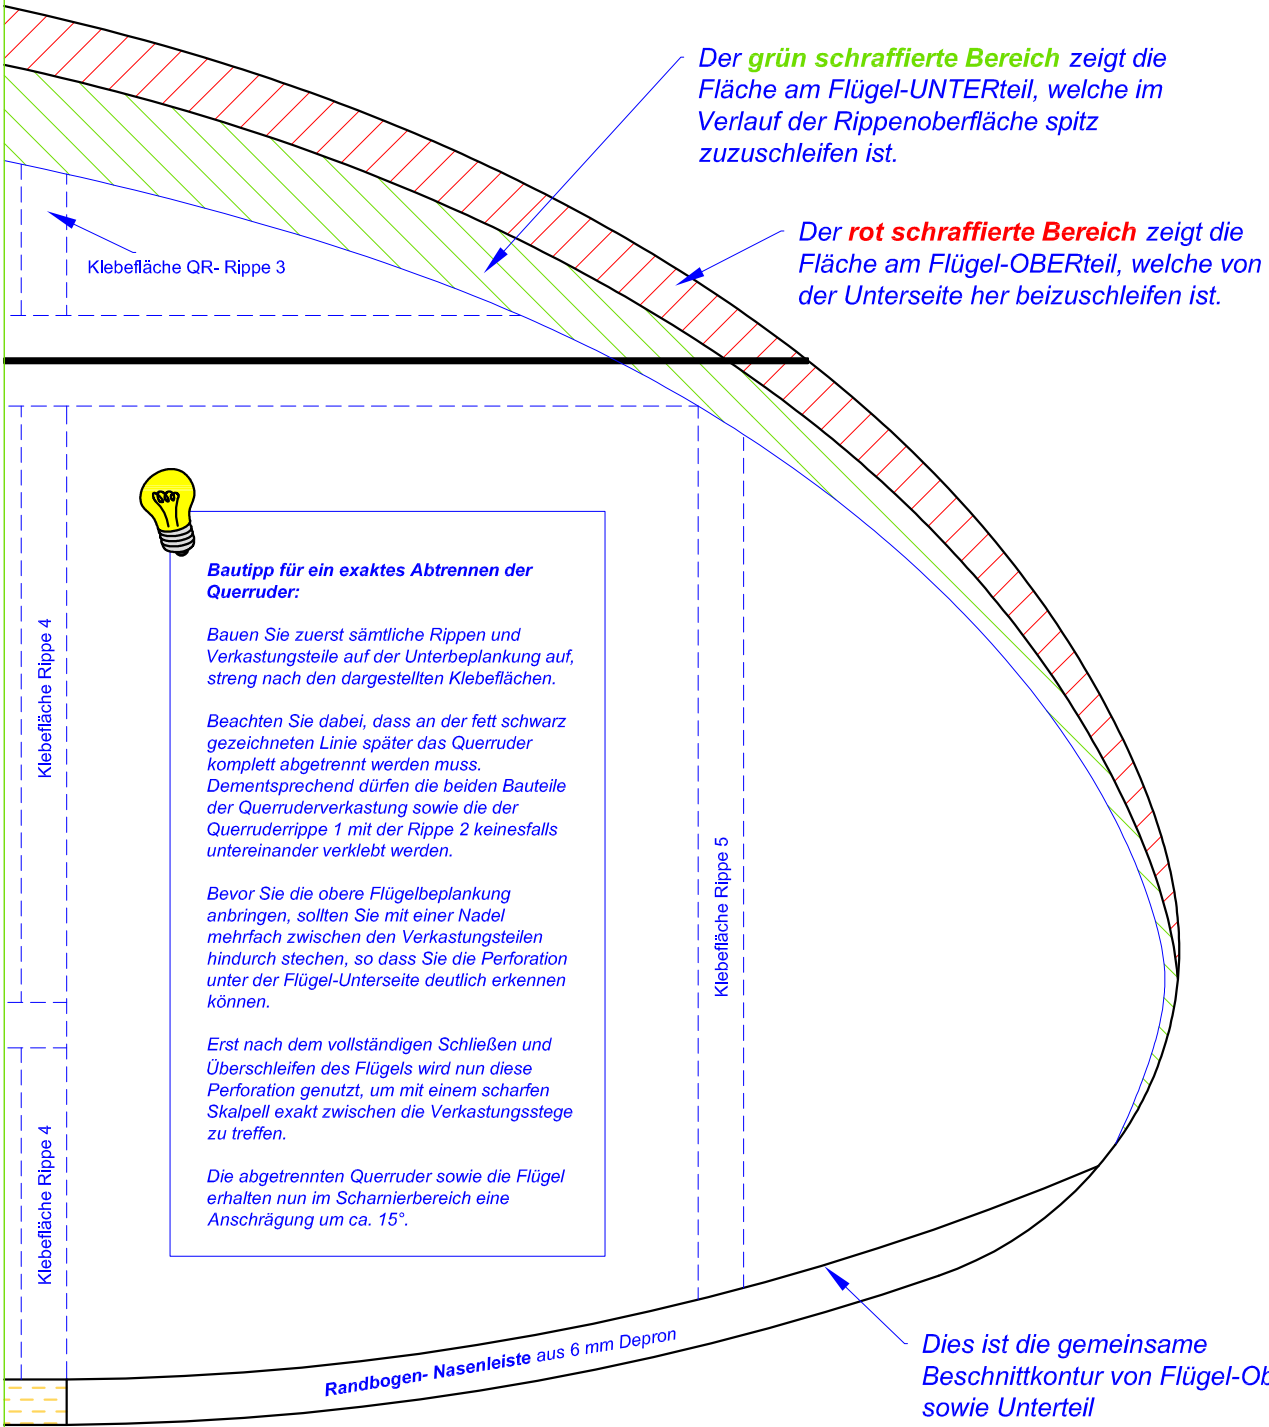 Der grün schraffierte Bereich zeigt die
Fläche am Flügel-UNTERteil, welche im
Verlauf der Rippenoberfläche spitz
zuzuschleifen ist.
Der rot schraffierte Bereich zeigt die
Fläche am Flügel-OBERteil, welche von
der Unterseite her beizuschleifen ist.
Klebefläche QR- Rippe 3
Bautipp für ein exaktes Abtrennen der
Querruder:
Bauen Sie zuerst sämtliche Rippen und
Verkastungsteile auf der Unterbeplankung auf,
streng nach den dargestellten Klebeflächen.
Beachten Sie dabei, dass an der fett schwarz
gezeichneten Linie später das Querruder
komplett abgetrennt werden muss.
Dementsprechend dürfen die beiden Bauteile
der Querruderverkastung sowie die der
Querruderrippe 1 mit der Rippe 2 keinesfalls
untereinander verklebt werden.
Bevor Sie die obere Flügelbeplankung
anbringen, sollten Sie mit einer Nadel
mehrfach zwischen den Verkastungsteilen
hindurch stechen, so dass Sie die Perforation
unter der Flügel-Unterseite deutlich erkennen
können.
Erst nach dem vollständigen Schließen und
Überschleifen des Flügels wird nun diese
Perforation genutzt, um mit einem scharfen
Skalpell exakt zwischen die Verkastungsstege
zu treffen.
Die abgetrennten Querruder sowie die Flügel
erhalten nun im Scharnierbereich eine
Anschrägung um ca. 15°.
Klebefläche Rippe 4
Klebefläche Rippe 4
Klebefläche Rippe 5
Randbogen- Nasenleiste aus 6 mm Depron
Dies ist die gemeinsame
Beschnittkontur von Flügel-Ob
sowie Unterteil